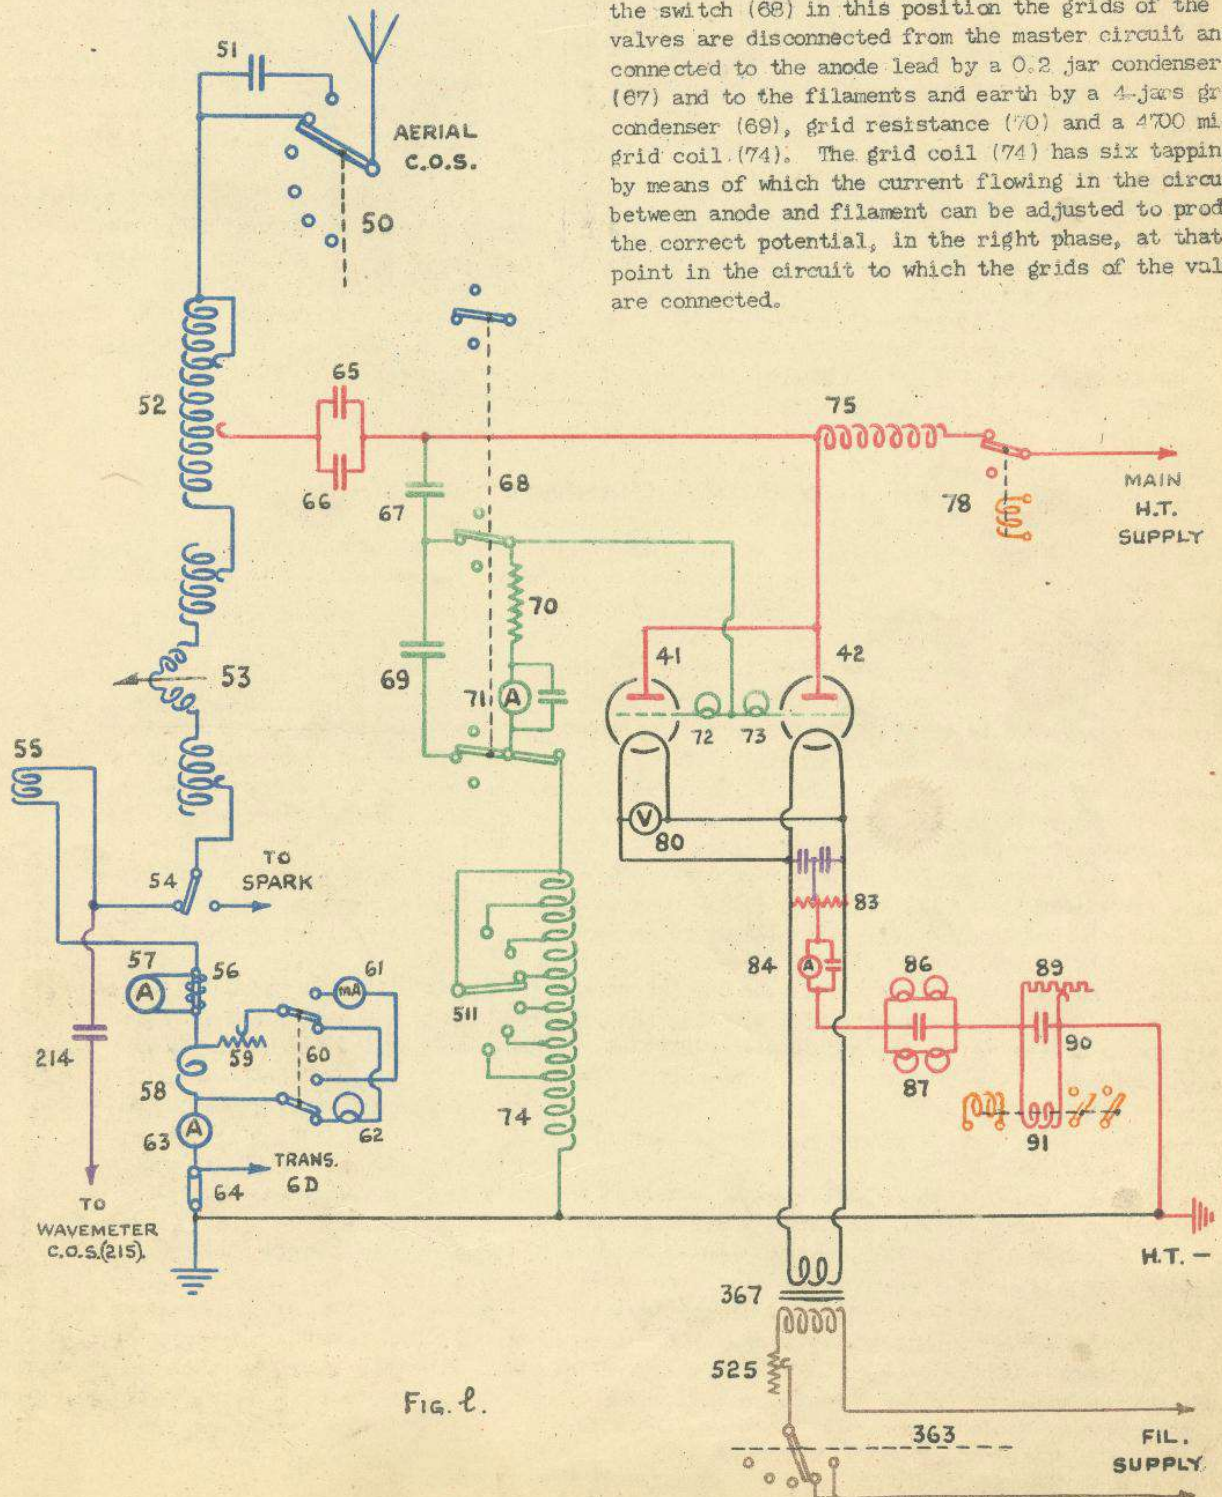 the switch (68) in this position the grids of the
valves are disconnected from the master circuit an
connected to the anode lead by a 0.2 jar condenser
(67) and to the filaments and earth by a 4-jars gr
condenser (69), grid resistance (70) and a 4700 mi
grid coil.(74). The grid coil (74) has six tappin
by means of which the current flowing in the circu
between anode and filament can be adjusted to prod
the correct potential, in the right phase, at that
point in the circuit to which the grids of the val
are connected.
51
AERIAL
C.O.S.
50
65
52
75
66
67
68
78
MAIN
H.T.
SUPPLY
70
41
42
53
69
71
A
72
73
55
V
80
54
TO
SPARK
83
57
56
61
84
A
86
89
A
mA
511
214
59
60
90
58
87
74
63
A
62
91
TRANS.
6D
64
TO
WAVEMETER
C.O.S.(215).
H.T. -
367
525
FIG. l.
363
FIL.
SUPPLY